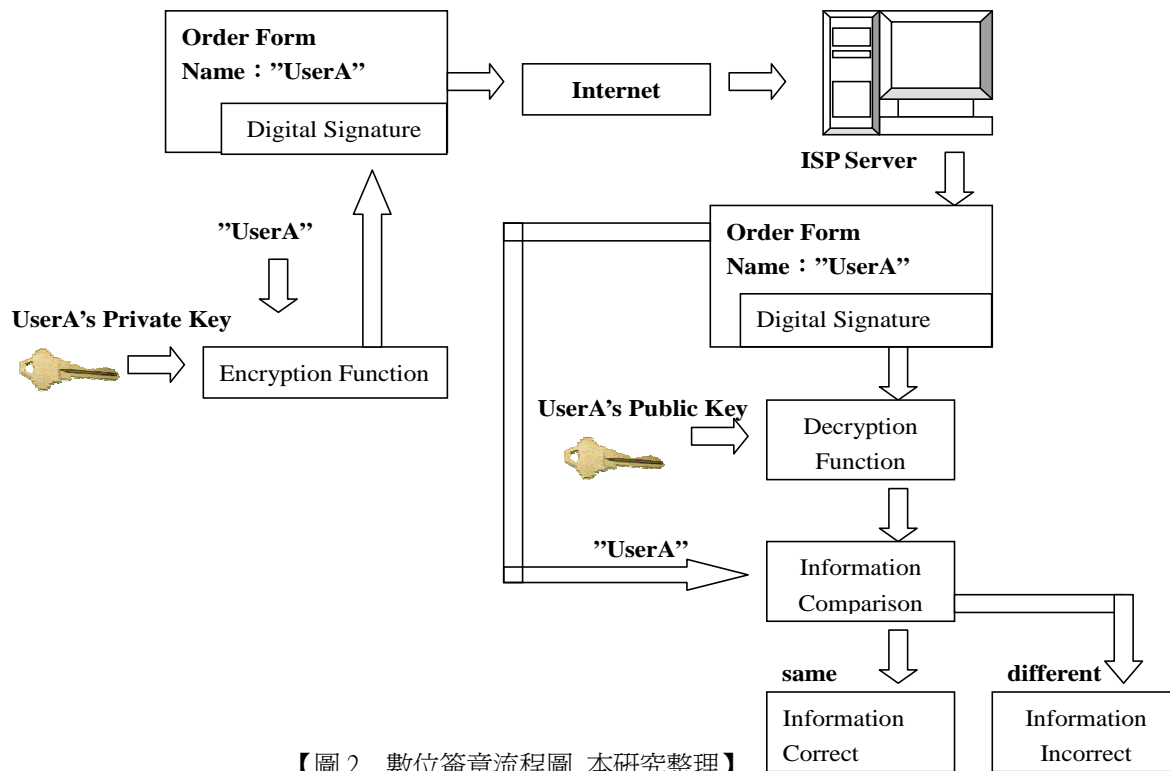 Order Form
Name：”UserA”
Digital Signature
Internet
ISP Server
”UserA”
UserA's Private Key
Encryption Function
Order Form
Name：”UserA”
Digital Signature
UserA’s Public Key
Decryption
Function
”UserA”
Information
Comparison
same
different
Information
Correct
Information
Incorrect
【圖 2 數位簽章流程圖 本研究整理】